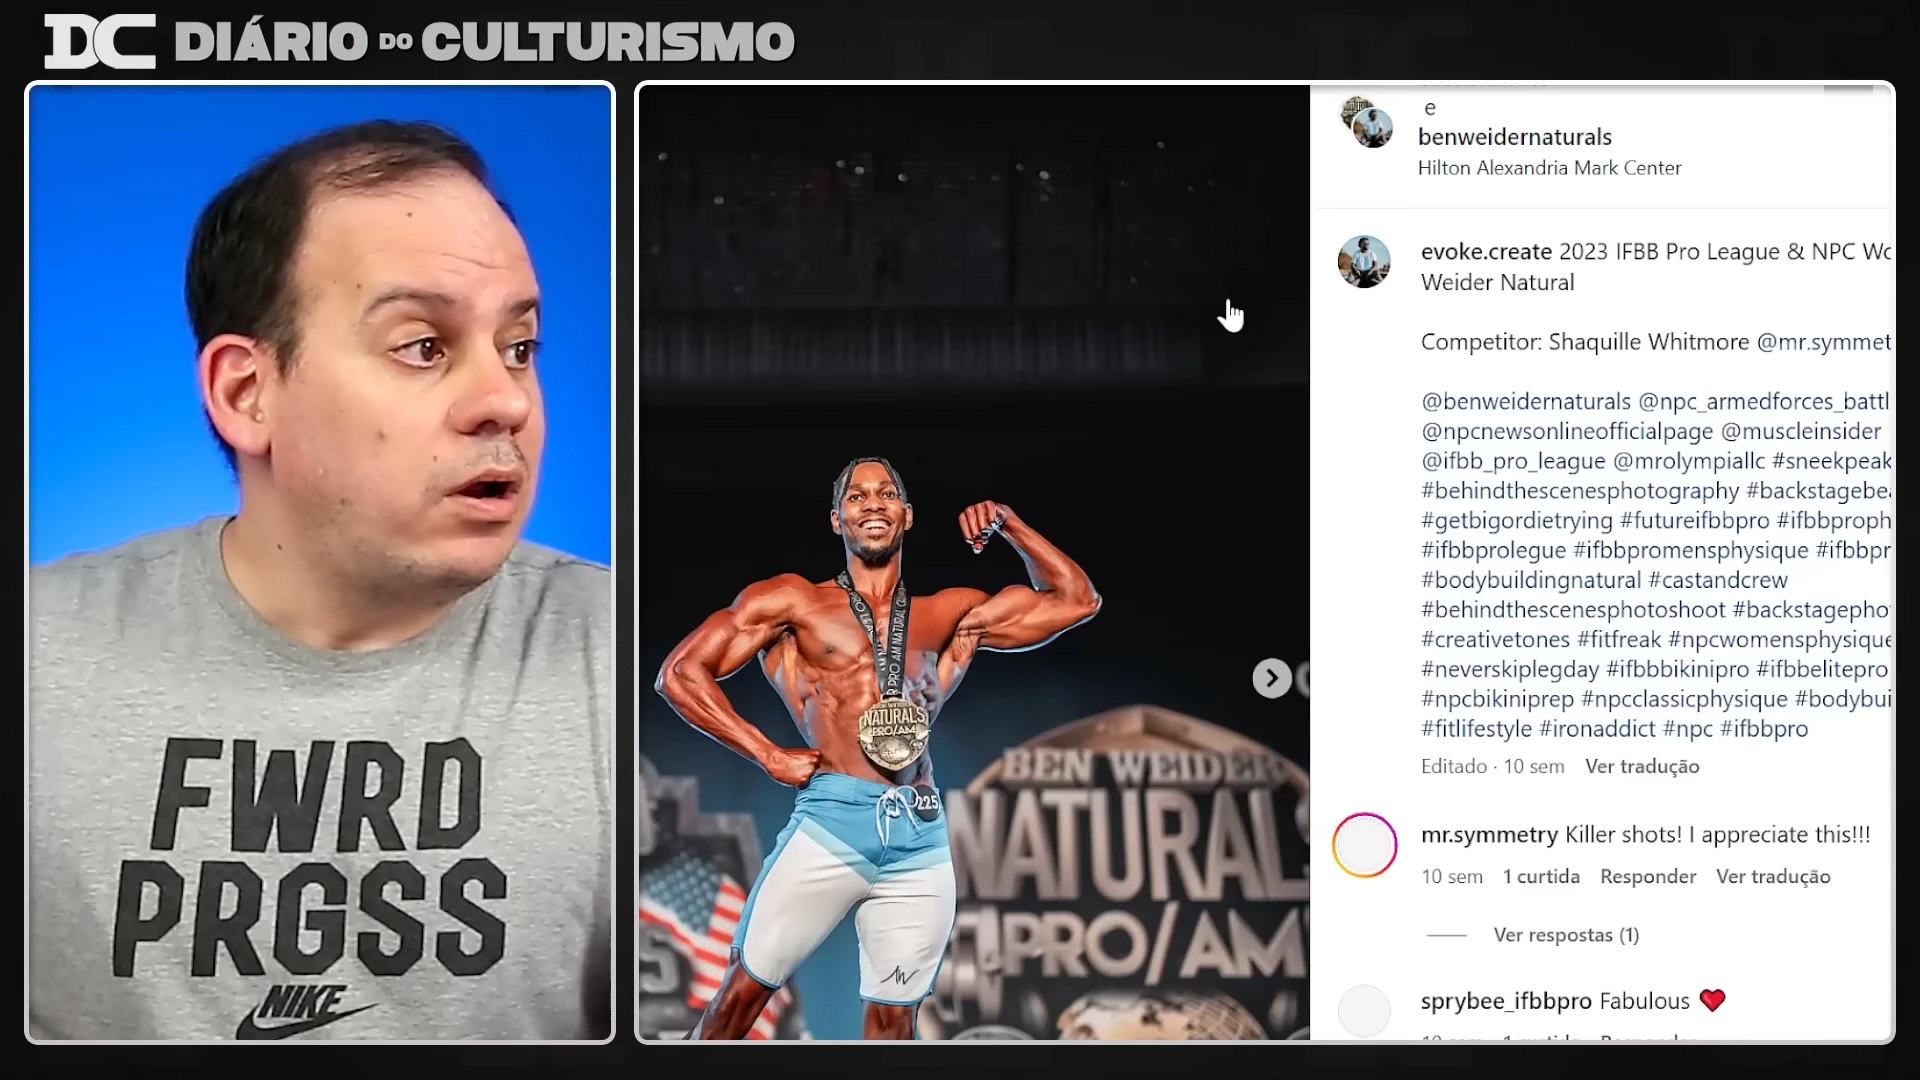 DC DIÁRIO DO CULTURISMO
FWRD
PRGSS
NIKE
NATURALS
PRO/AM
225
BEN WEIDER
NATURALS
PRO/AM
e
benweidernaturals
Hilton Alexandria Mark Center
evoke.create 2023 IFBB Pro League & NPC Wo
Weider Natural
Competitor: Shaquille Whitmore @mr.symmet
@benweidernaturals @npc_armedforces_battl
@npcnewsonlineofficialpage @muscleinsider
@ifbb_pro_league @mrolympiallc #sneekpeak
#behindthescenesphotography #backstagebea
#getbigordietrying #futureifbbpro #ifbbproph
#ifbbprolegue #ifbbpromensphysique #ifbbpr
#bodybuildingnatural #castandcrew
#behindthescenesphotoshoot #backstagepho
#creativetones #fitfreak #npcwomensphysique
#neverskiplegday #ifbbbikinipro #ifbbelitepro
#npcbikiniprep #npcclassicphysique #bodybui
#fitlifestyle #ironaddict #npc #ifbbpro
Editado · 10 sem Ver tradução
mr.symmetry Killer shots! I appreciate this!!!
10 sem 1 curtida Responder Ver tradução
Ver respostas (1)
sprybee_ifbbpro Fabulous ❤️